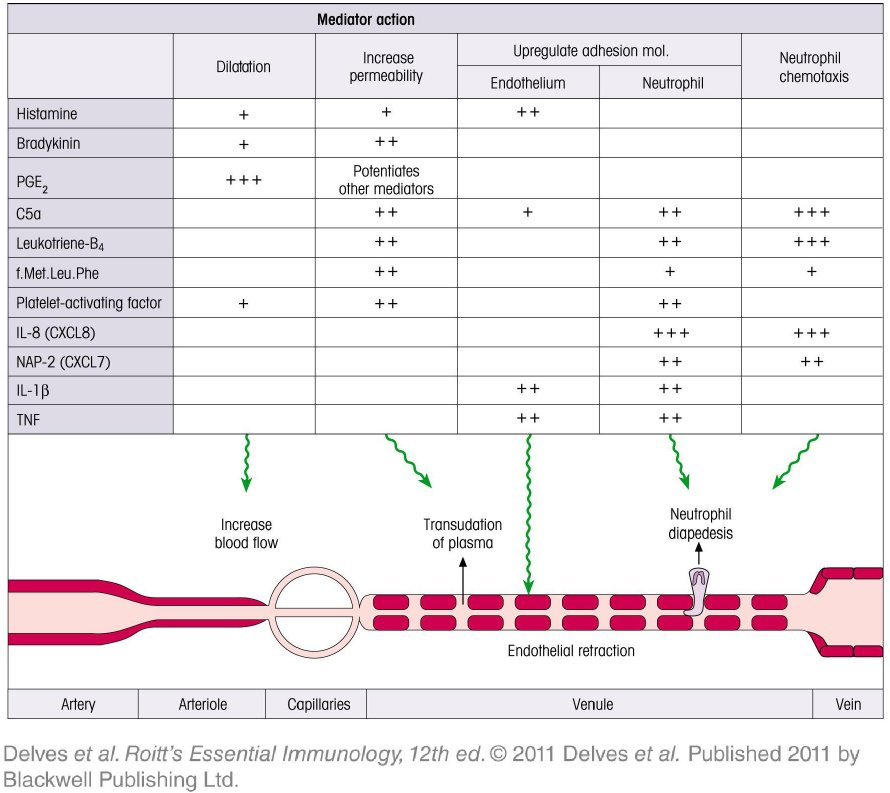 Mediator action
Dilatation
Increase
permeability
Upregulate adhesion mol.
Endothelium
Neutrophil
Neutrophil
chemotaxis
Histamine + + ++
Bradykinin + ++
PGE₂ +++ Potentiates
other mediators
C5a ++ + ++ +++
Leukotriene-B₄ ++ ++ +++
f.Met.Leu.Phe ++ + +
Platelet-activating factor + ++ ++
IL-8 (CXCL8) +++ +++
NAP-2 (CXCL7) ++ ++
IL-1β ++ ++
TNF ++ ++
Increase
blood flow
Transudation
of plasma
Neutrophil
diapedesis
Endothelial retraction
Artery Arteriole Capillaries Venule Vein
Delves et al. Roitt's Essential Immunology, 12th ed. © 2011 Delves et al. Published 2011 by
Blackwell Publishing Ltd.